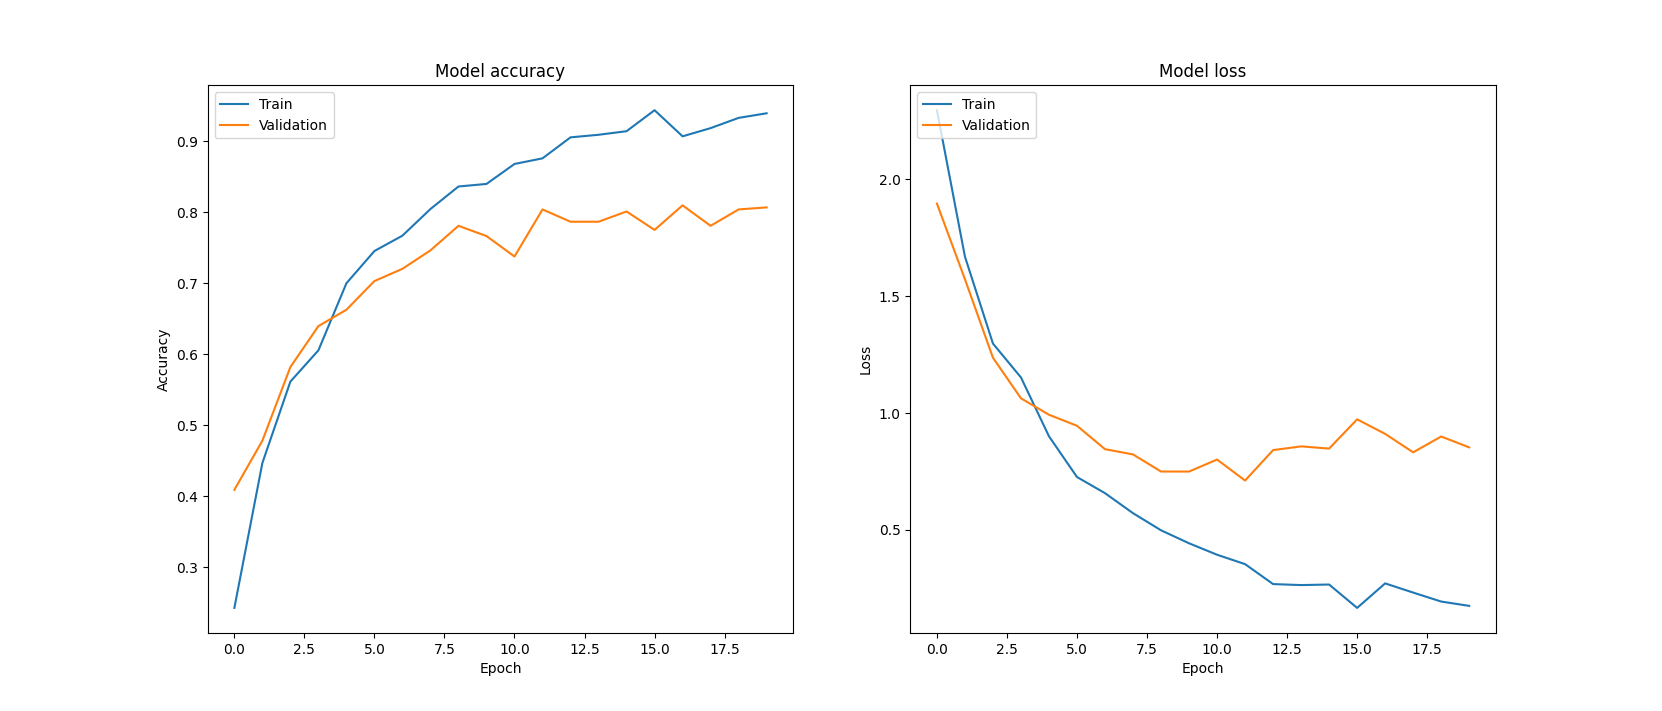 Model accuracy
Train
Validation
0.9
0.8
0.7
0.6
0.5
0.4
0.3
Accuracy
0.0 2.5 5.0 7.5 10.0 12.5 15.0 17.5
Epoch
Model loss
Train
Validation
2.0
1.5
1.0
0.5
Loss
0.0 2.5 5.0 7.5 10.0 12.5 15.0 17.5
Epoch